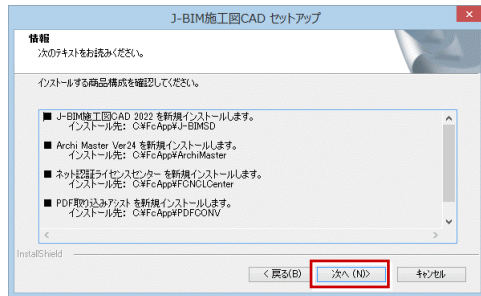 J-BIM施工図CAD セットアップ
情報
次のテキストをお読みください。
インストールする商品構成を確認してください。
■ J-BIM施工図CAD 2022 を新規インストールします。
インストール先: C:¥FcApp¥J-BIMSD
■ Archi Master Ver24 を新規インストールします。
インストール先: C:¥FcApp¥ArchiMaster
■ ネット認証ライセンスセンター を新規インストールします。
インストール先: C:¥FcApp¥FCNCLCenter
■ PDF取り込みアシスト を新規インストールします。
インストール先: C:¥FcApp¥PDFCONV
InstallShield
< 戻る(B) 次へ (N)> キャンセル